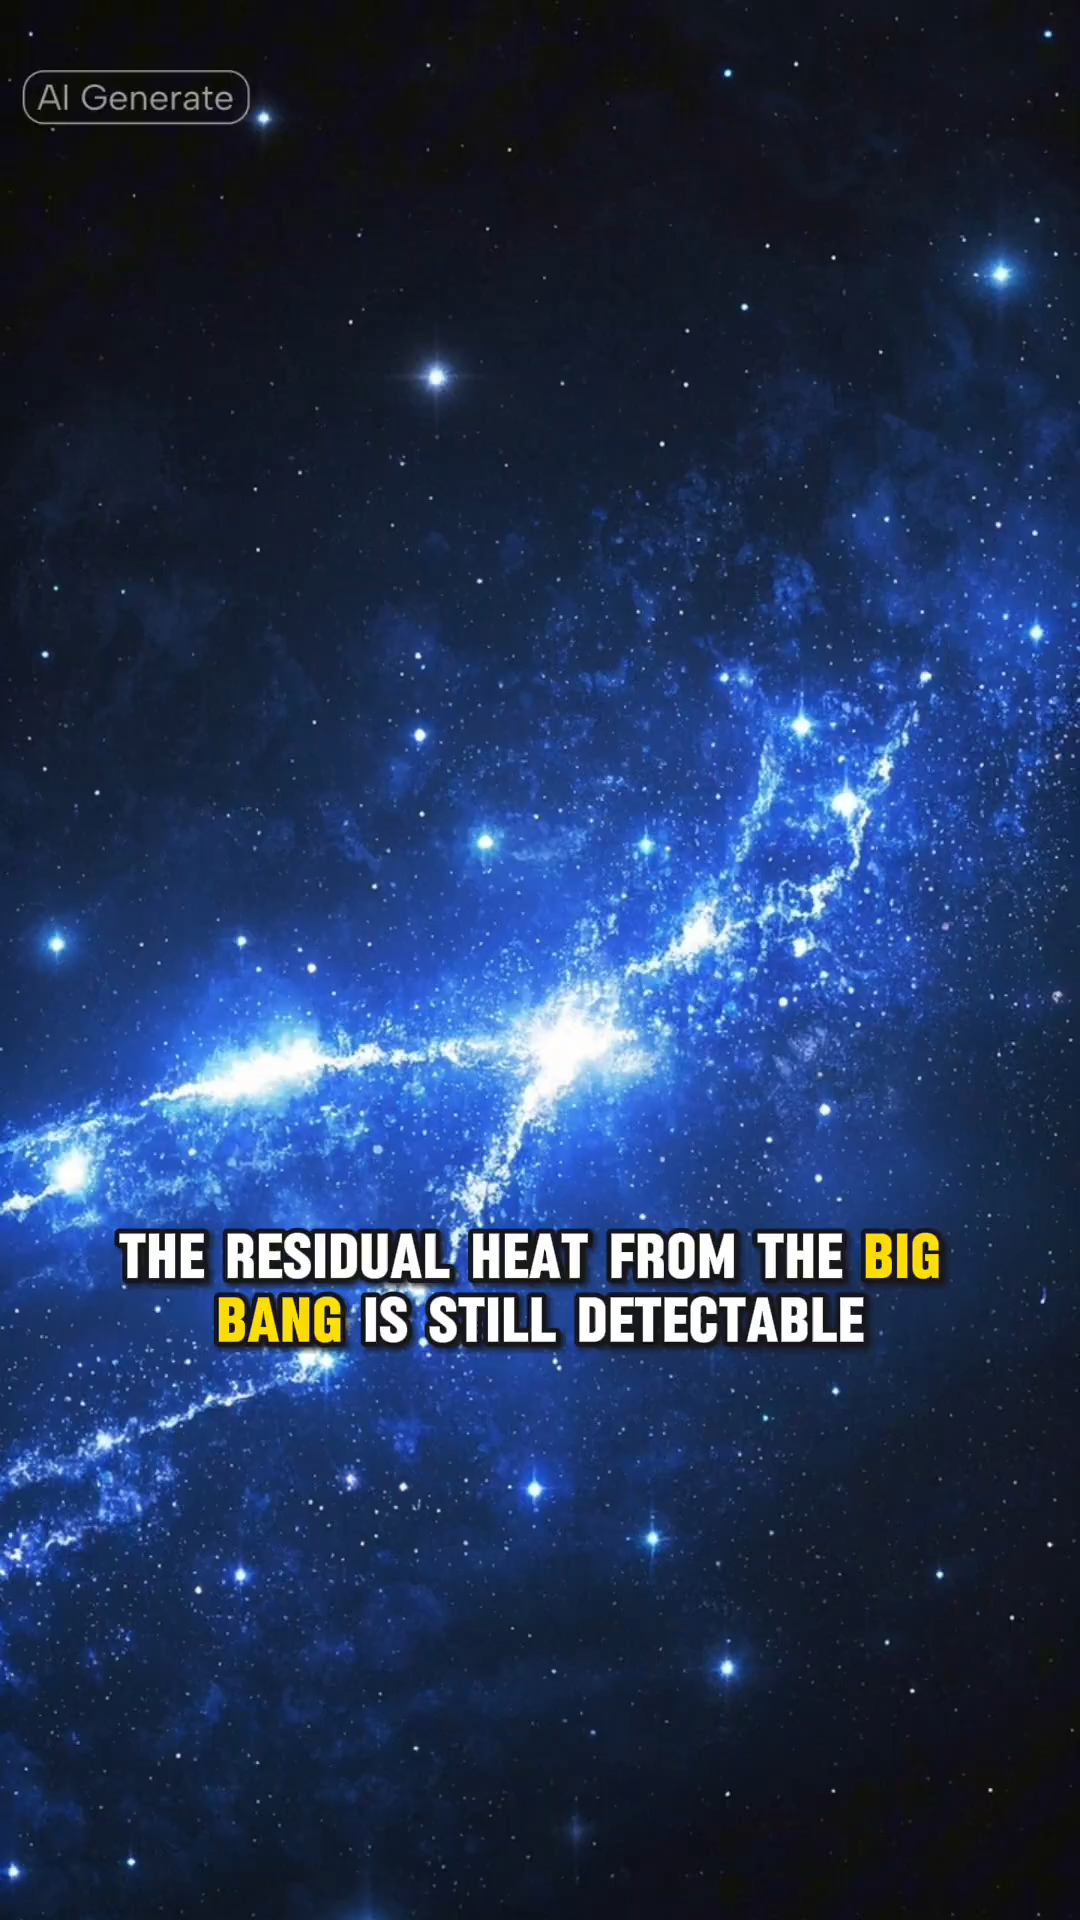 AI Generate
THE RESIDUAL HEAT FROM THE BIG
BANG IS STILL DETECTABLE